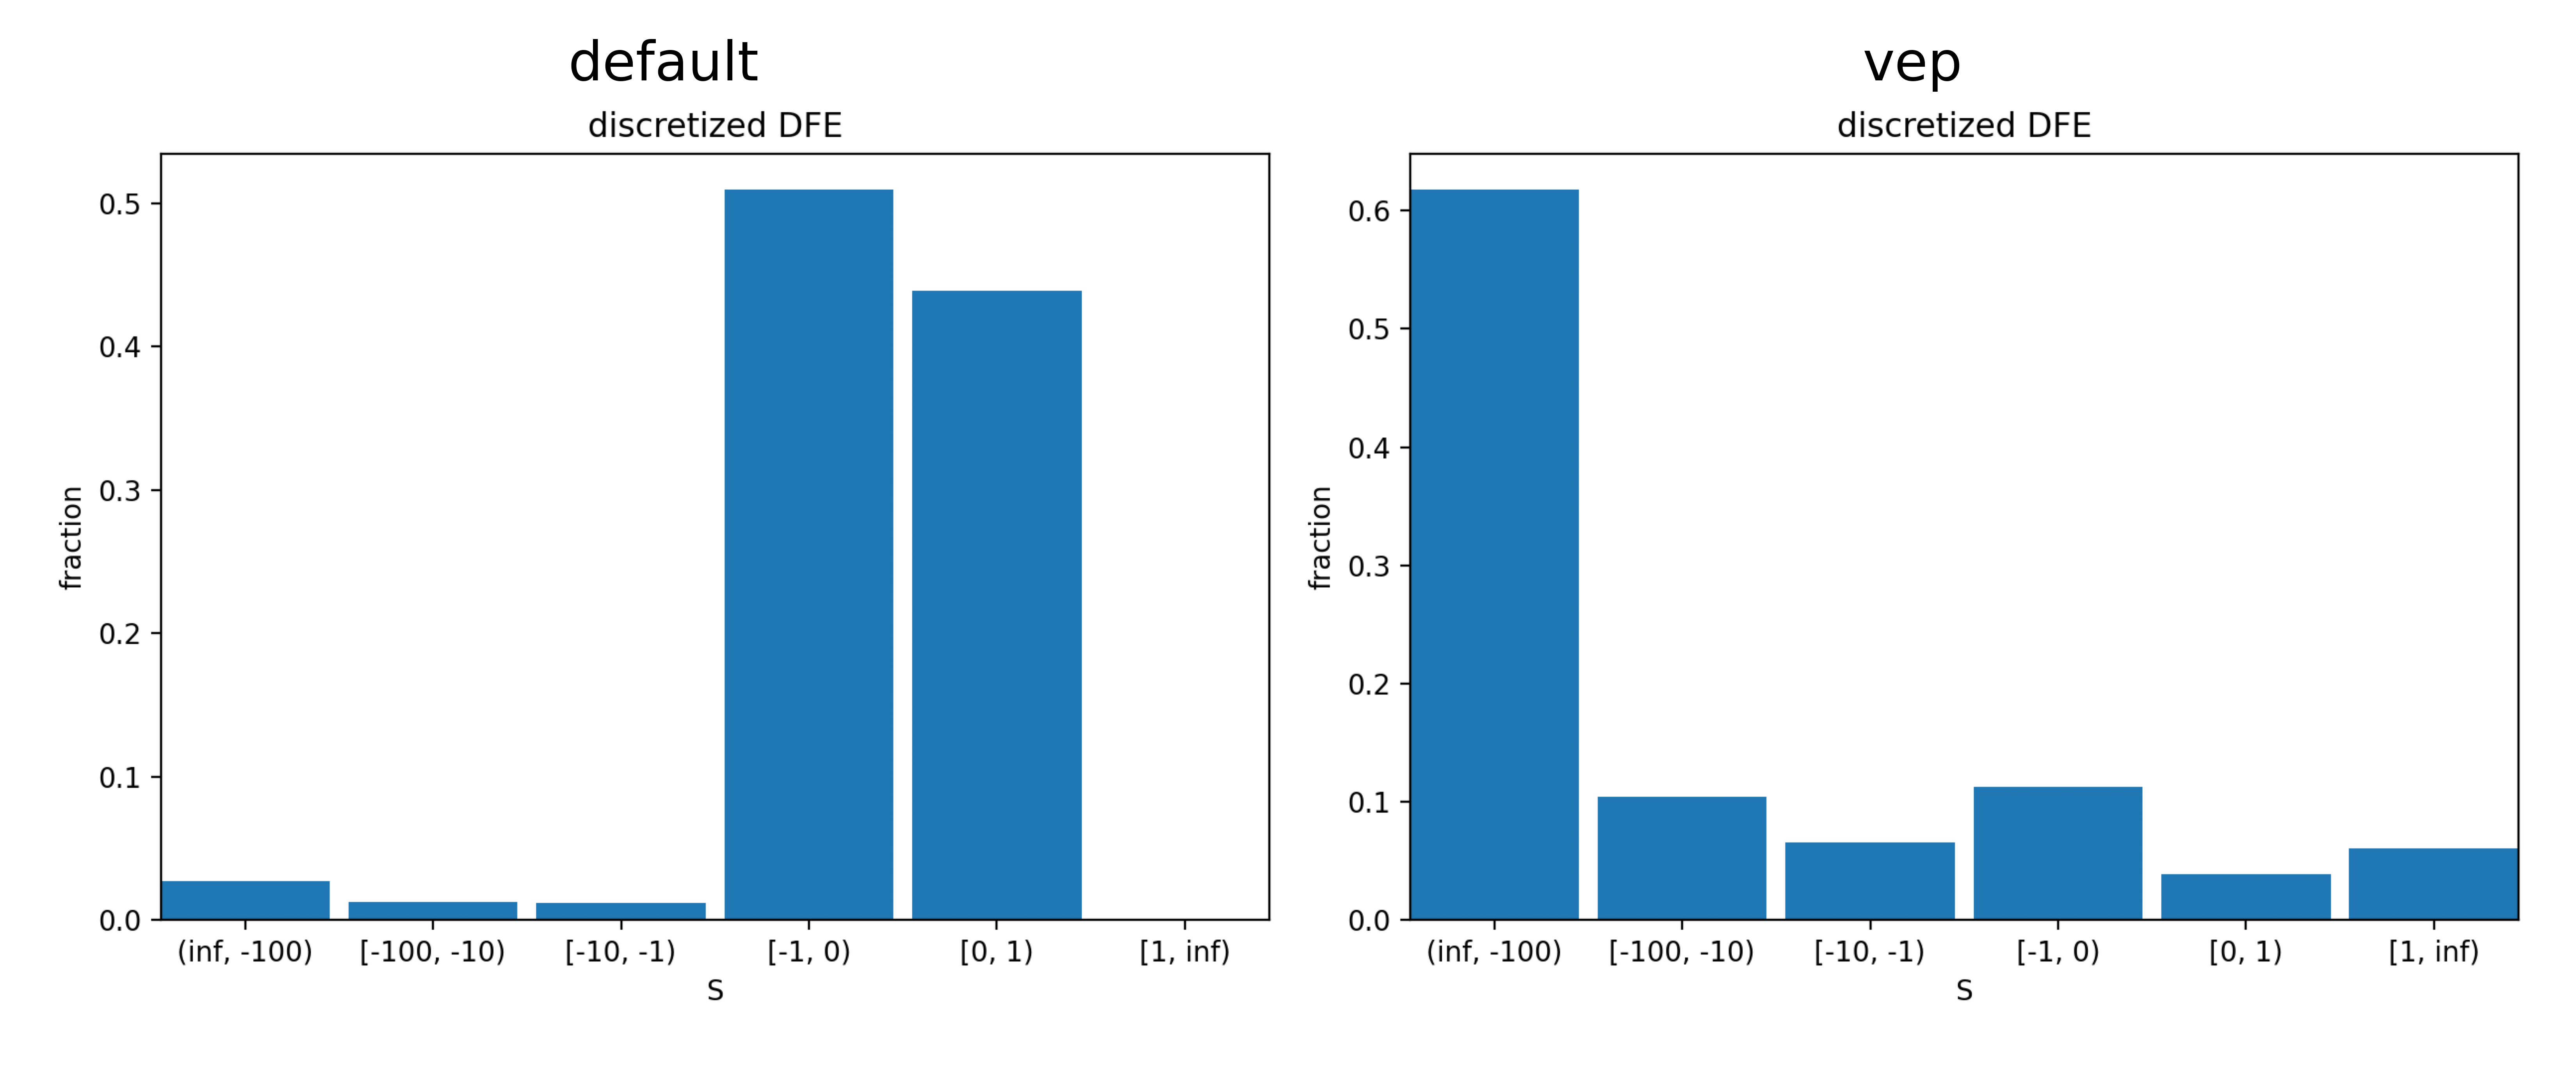 default
discretized DFE
0.5
0.4
0.3
0.2
0.1
0.0
fraction
(inf, -100) [-100, -10) [-10, -1) [-1, 0) [0, 1) [1, inf)
S
vep
discretized DFE
0.6
0.5
0.4
0.3
0.2
0.1
0.0
fraction
(inf, -100) [-100, -10) [-10, -1) [-1, 0) [0, 1) [1, inf)
S